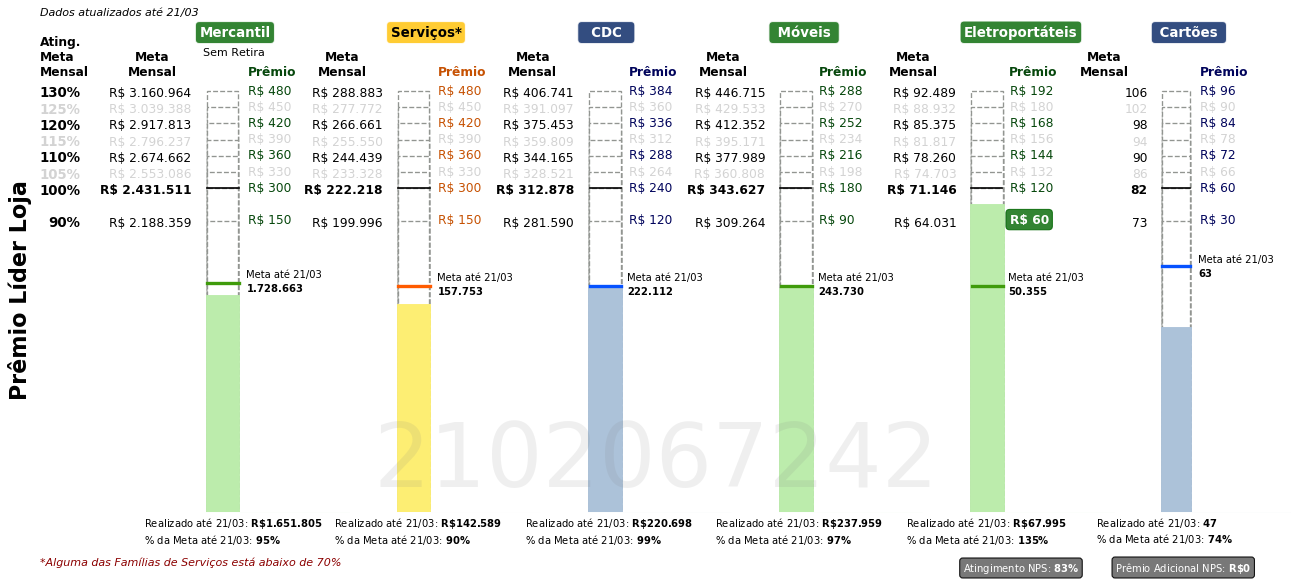 Dados atualizados até 21/03
Mercantil Serviços* CDC Móveis Eletroportáteis Cartões
Sem Retira
Ating. Meta Mensal
Meta Mensal Prêmio Meta Mensal Prêmio Meta Mensal Prêmio Meta Mensal Prêmio Meta Mensal Prêmio Meta Mensal Prêmio
130% R$ 3.160.964 R$ 480 R$ 288.883 R$ 480 R$ 406.741 R$ 384 R$ 446.715 R$ 288 R$ 92.489 R$ 192 106 R$ 96
125% R$ 3.039.388 R$ 450 R$ 277.772 R$ 450 R$ 391.097 R$ 360 R$ 429.533 R$ 270 R$ 88.932 R$ 180 102 R$ 90
120% R$ 2.917.813 R$ 420 R$ 266.661 R$ 420 R$ 375.453 R$ 336 R$ 412.352 R$ 252 R$ 85.375 R$ 168 98 R$ 84
115% R$ 2.796.237 R$ 390 R$ 255.550 R$ 390 R$ 359.809 R$ 312 R$ 395.171 R$ 234 R$ 81.817 R$ 156 94 R$ 78
110% R$ 2.674.662 R$ 360 R$ 244.439 R$ 360 R$ 344.165 R$ 288 R$ 377.989 R$ 216 R$ 78.260 R$ 144 90 R$ 72
105% R$ 2.553.086 R$ 330 R$ 233.328 R$ 330 R$ 328.521 R$ 264 R$ 360.808 R$ 198 R$ 74.703 R$ 132 86 R$ 66
100% R$ 2.431.511 R$ 300 R$ 222.218 R$ 300 R$ 312.878 R$ 240 R$ 343.627 R$ 180 R$ 71.146 R$ 120 82 R$ 60
90% R$ 2.188.359 R$ 150 R$ 199.996 R$ 150 R$ 281.590 R$ 120 R$ 309.264 R$ 90 R$ 64.031 R$ 60 73 R$ 30
Prêmio Líder Loja
Meta até 21/03 Meta até 21/03 Meta até 21/03 Meta até 21/03 Meta até 21/03 Meta até 21/03
1.728.663 157.753 222.112 243.730 50.355 63
2102067242
Realizado até 21/03: R$1.651.805 Realizado até 21/03: R$142.589 Realizado até 21/03: R$220.698 Realizado até 21/03: R$237.959 Realizado até 21/03: R$67.995 Realizado até 21/03: 47
% da Meta até 21/03: 95% % da Meta até 21/03: 90% % da Meta até 21/03: 99% % da Meta até 21/03: 97% % da Meta até 21/03: 135% % da Meta até 21/03: 74%
*Alguma das Famílias de Serviços está abaixo de 70%
Atingimento NPS: 83% Prêmio Adicional NPS: R$0